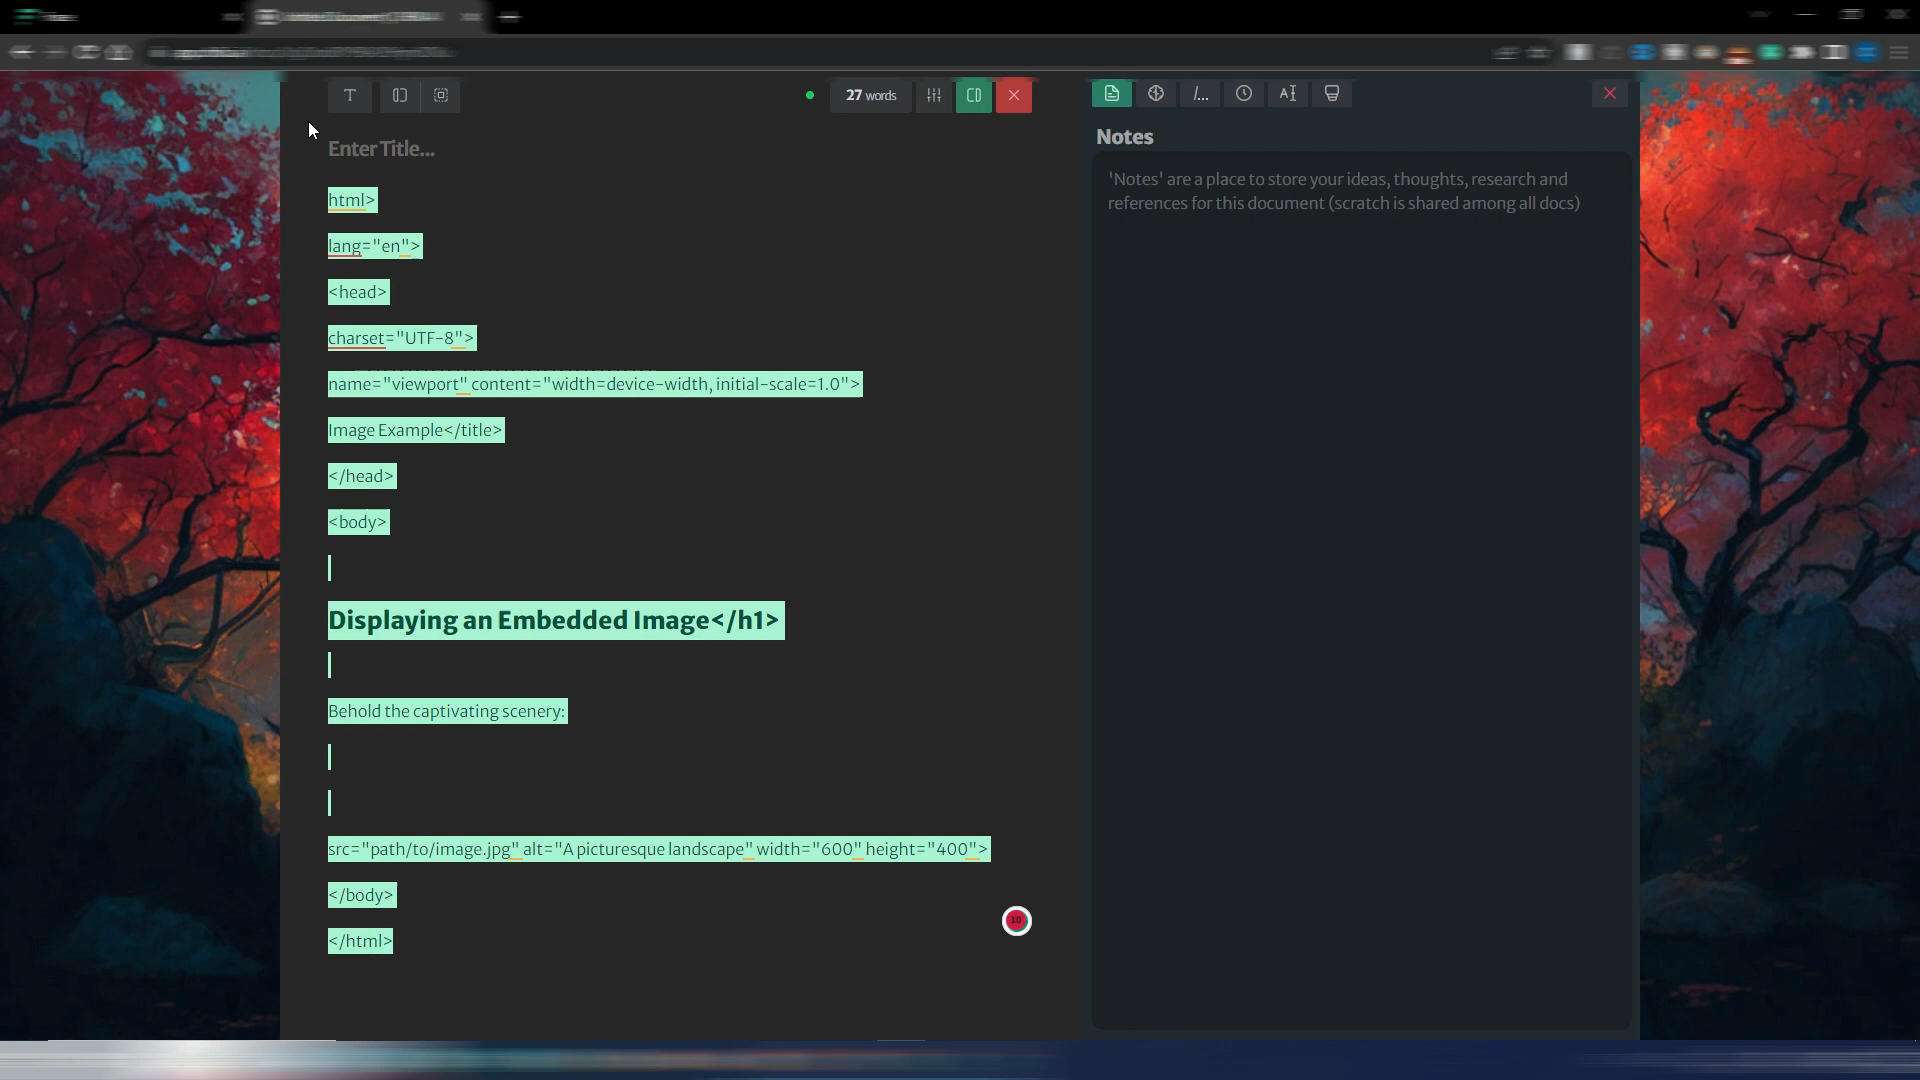 27 words
Enter Title...
html>
lang="en">
<head>
charset="UTF-8">
name="viewport" content="width=device-width, initial-scale=1.0">
Image Example</title>
</head>
<body>
Displaying an Embedded Image</h1>
Behold the captivating scenery:
src="path/to/image.jpg" alt="A picturesque landscape" width="600" height="400">
</body>
</html>
10
Notes
'Notes' are a place to store your ideas, thoughts, research and
references for this document (scratch is shared among all docs)